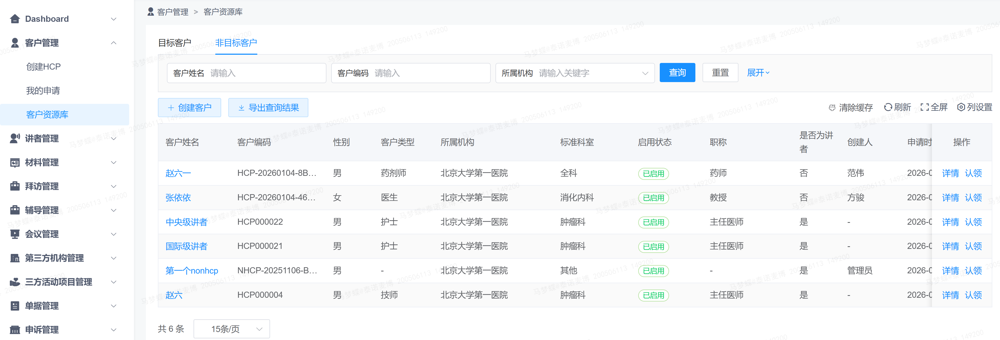 Dashboard
客户管理
创建HCP
我的申请
客户资源库
讲者管理
材料管理
拜访管理
辅导管理
会议管理
第三方机构管理
三方活动项目管理
单据管理
申诉管理
客户管理 > 客户资源库
目标客户 非目标客户
客户姓名 请输入 客户编码 请输入 所属机构 请输入关键字 查询 重置 展开
创建客户 导出查询结果 清除缓存 刷新 全屏 列设置
客户姓名 客户编码 性别 客户类型 所属机构 标准科室 启用状态 职称 是否为讲者 创建人 申请时 操作
赵六一 HCP-20260104-8B... 男 药剂师 北京大学第一医院 全科 已启用 药师 否 范伟 2026-0 详情 认领
张依依 HCP-20260104-46... 女 医生 北京大学第一医院 消化内科 已启用 教授 否 方骏 2026-0 详情 认领
中央级讲者 HCP000022 男 护士 北京大学第一医院 肿瘤科 已启用 主任医师 是 - 2026-0 详情 认领
国际级讲者 HCP000021 男 护士 北京大学第一医院 肿瘤科 已启用 主任医师 是 - 2026-0 详情 认领
第一个nonhcp NHCP-20251106-B... 男 - 北京大学第一医院 其他 已启用 - 是 管理员 2026-0 详情 认领
赵六 HCP000004 男 技师 北京大学第一医院 肿瘤科 已启用 主任医师 是 - 2026-0 详情 认领
共 6 条 15条/页
马梦蝶@泰诺麦博 200506113 149200